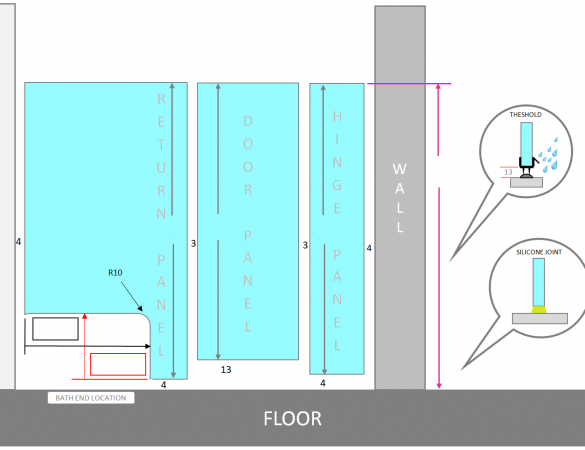 RETURN PANEL
DOOR PANEL
HINGE PANEL
WALL
THESHOLD
13
4
3
3
4
SILICONE JOINT
R10
13
4
4
BATH END LOCATION
FLOOR